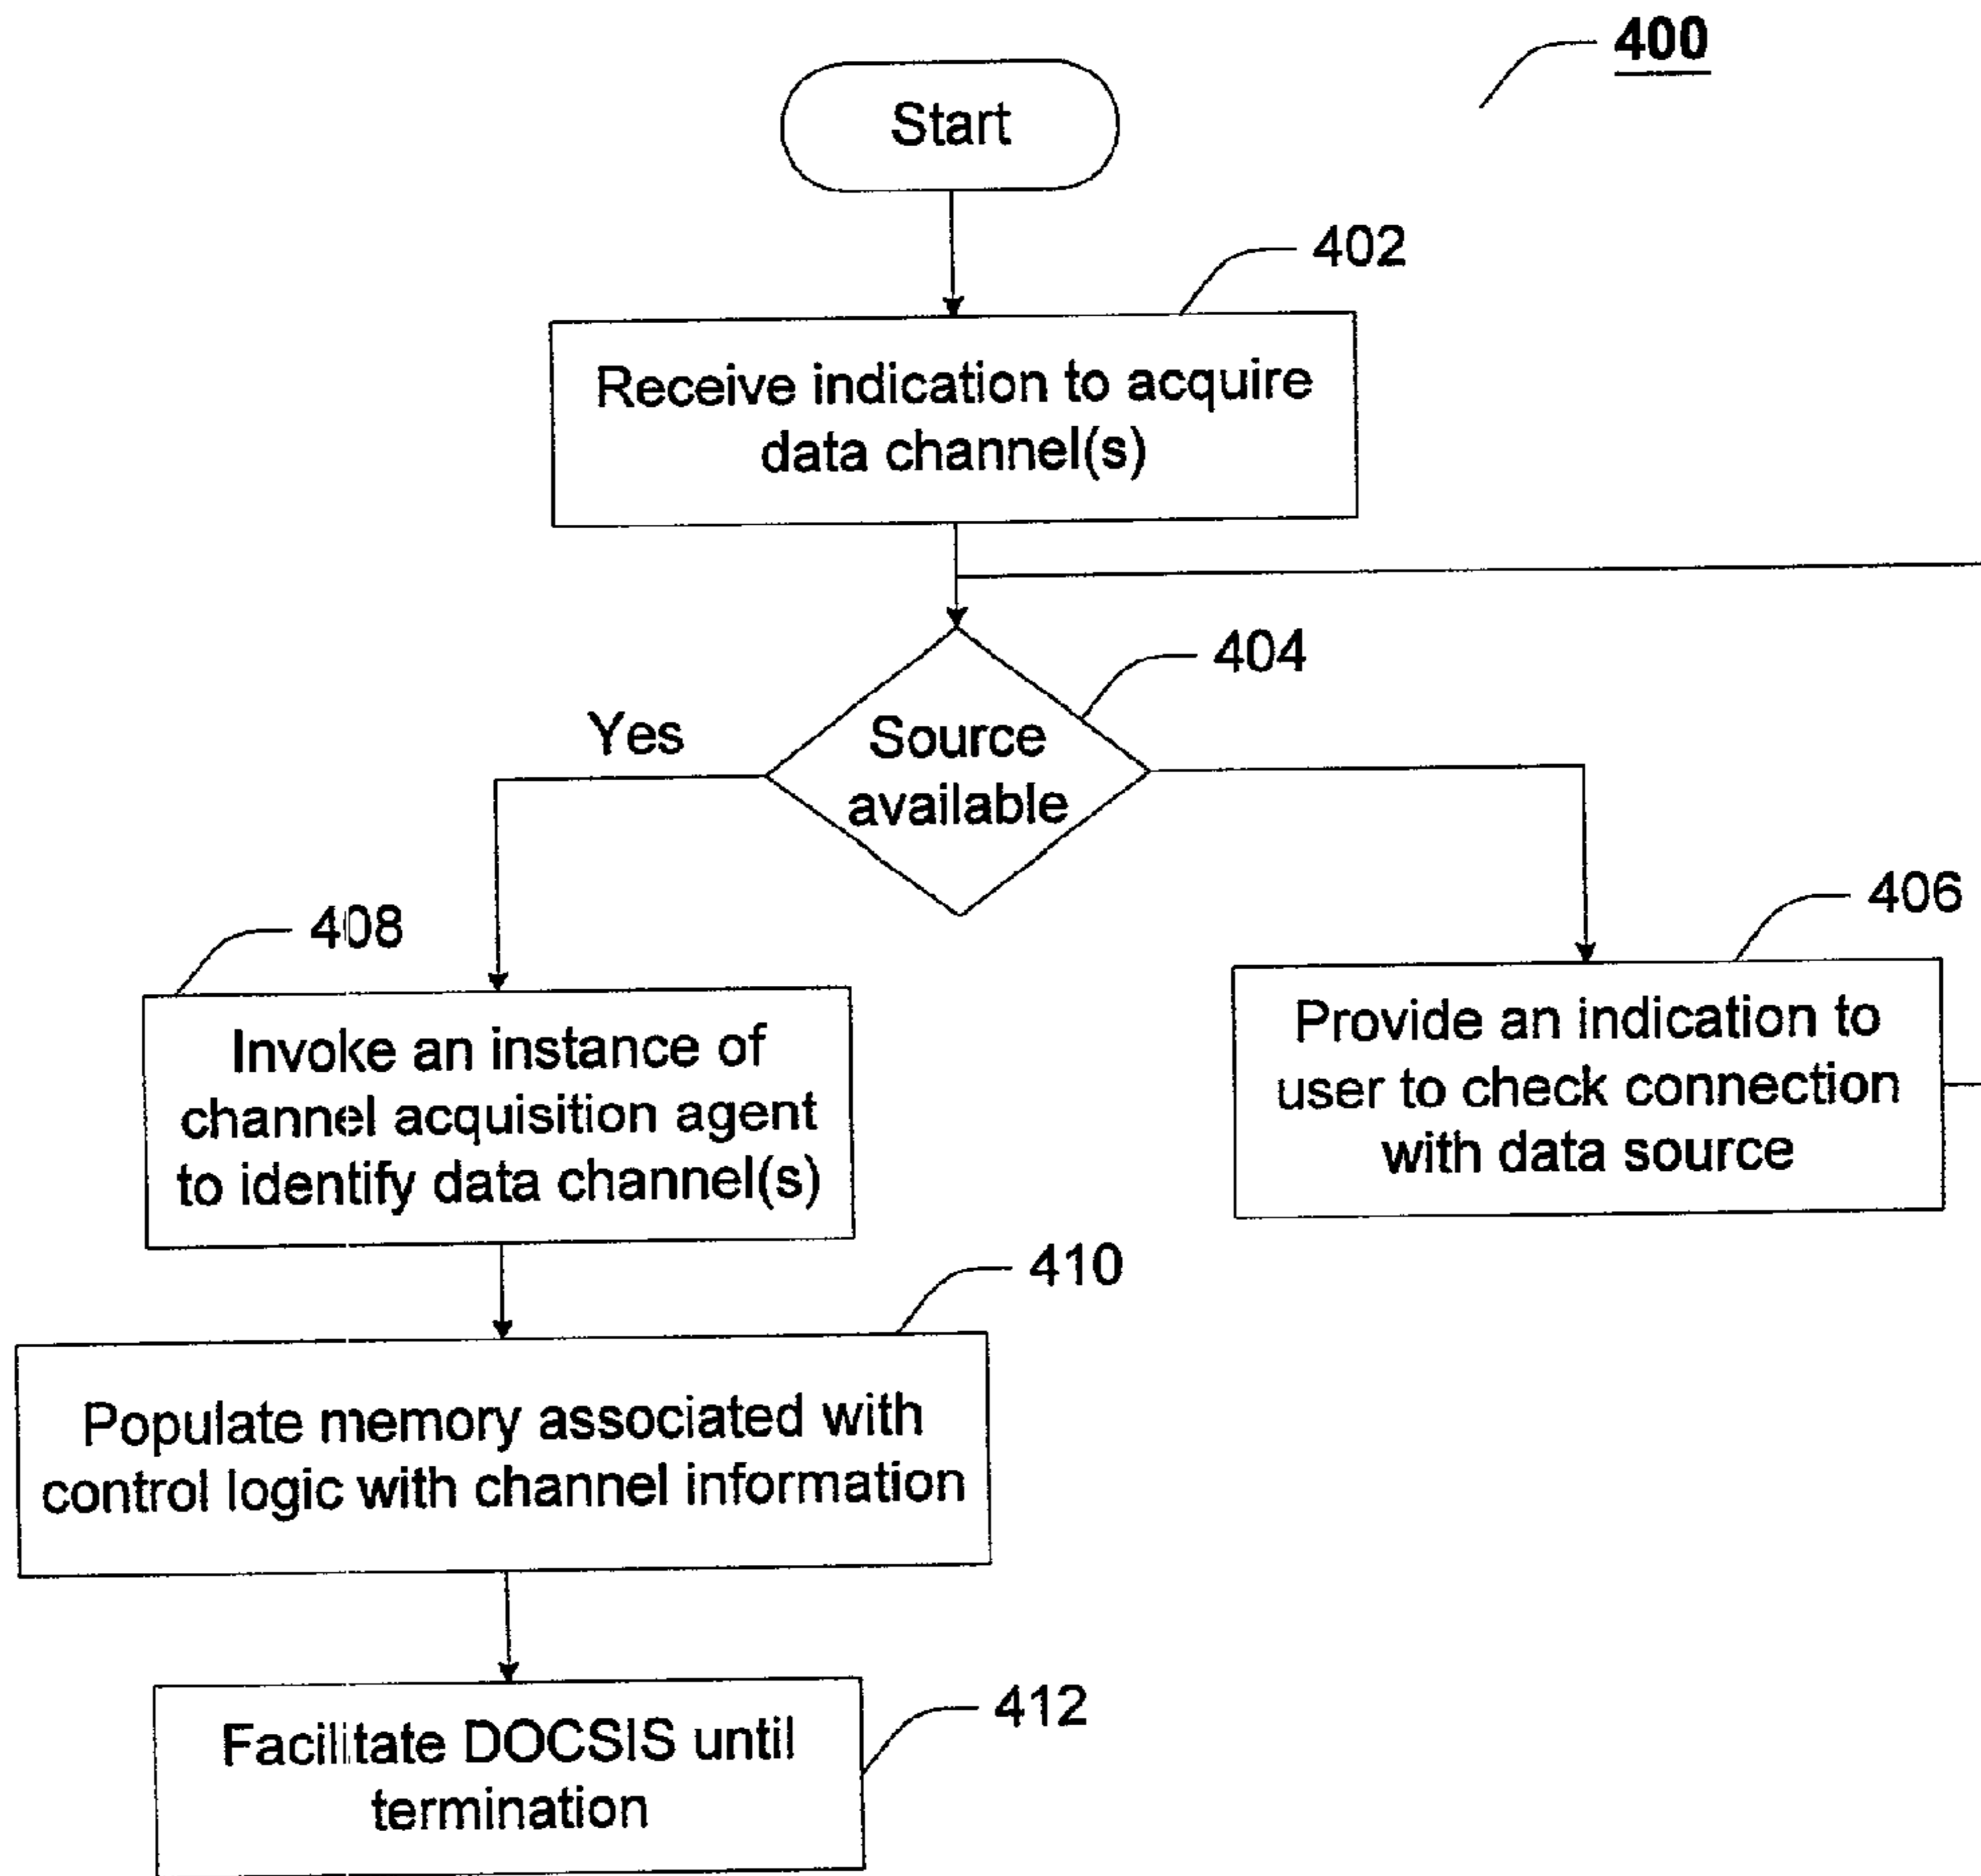 400
Start
402
Receive indication to acquire
data channel(s)
404
Source
available
Yes
406
Provide an indication to
user to check connection
with data source
408
Invoke an instance of
channel acquisition agent
to identify data channel(s)
410
Populate memory associated with
control logic with channel information
412
Facilitate DOCSIS until
termination